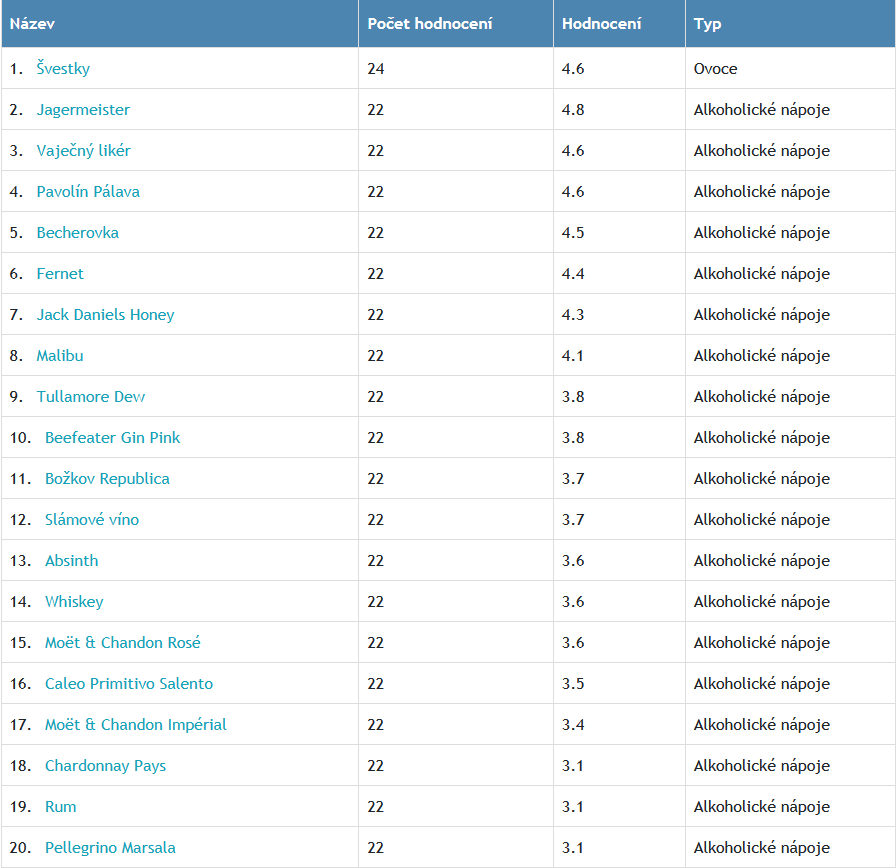 Název Počet hodnocení Hodnocení Typ
1. Švestky 24 4.6 Ovoce
2. Jagermeister 22 4.8 Alkoholické nápoje
3. Vaječný likér 22 4.6 Alkoholické nápoje
4. Pavolín Pálava 22 4.6 Alkoholické nápoje
5. Becherovka 22 4.5 Alkoholické nápoje
6. Fernet 22 4.4 Alkoholické nápoje
7. Jack Daniels Honey 22 4.3 Alkoholické nápoje
8. Malibu 22 4.1 Alkoholické nápoje
9. Tullamore Dew 22 3.8 Alkoholické nápoje
10. Beefeater Gin Pink 22 3.8 Alkoholické nápoje
11. Božkov Republica 22 3.7 Alkoholické nápoje
12. Slámové víno 22 3.7 Alkoholické nápoje
13. Absinth 22 3.6 Alkoholické nápoje
14. Whiskey 22 3.6 Alkoholické nápoje
15. Moët & Chandon Rosé 22 3.6 Alkoholické nápoje
16. Caleo Primitivo Salento 22 3.5 Alkoholické nápoje
17. Moët & Chandon Impérial 22 3.4 Alkoholické nápoje
18. Chardonnay Pays 22 3.1 Alkoholické nápoje
19. Rum 22 3.1 Alkoholické nápoje
20. Pellegrino Marsala 22 3.1 Alkoholické nápoje